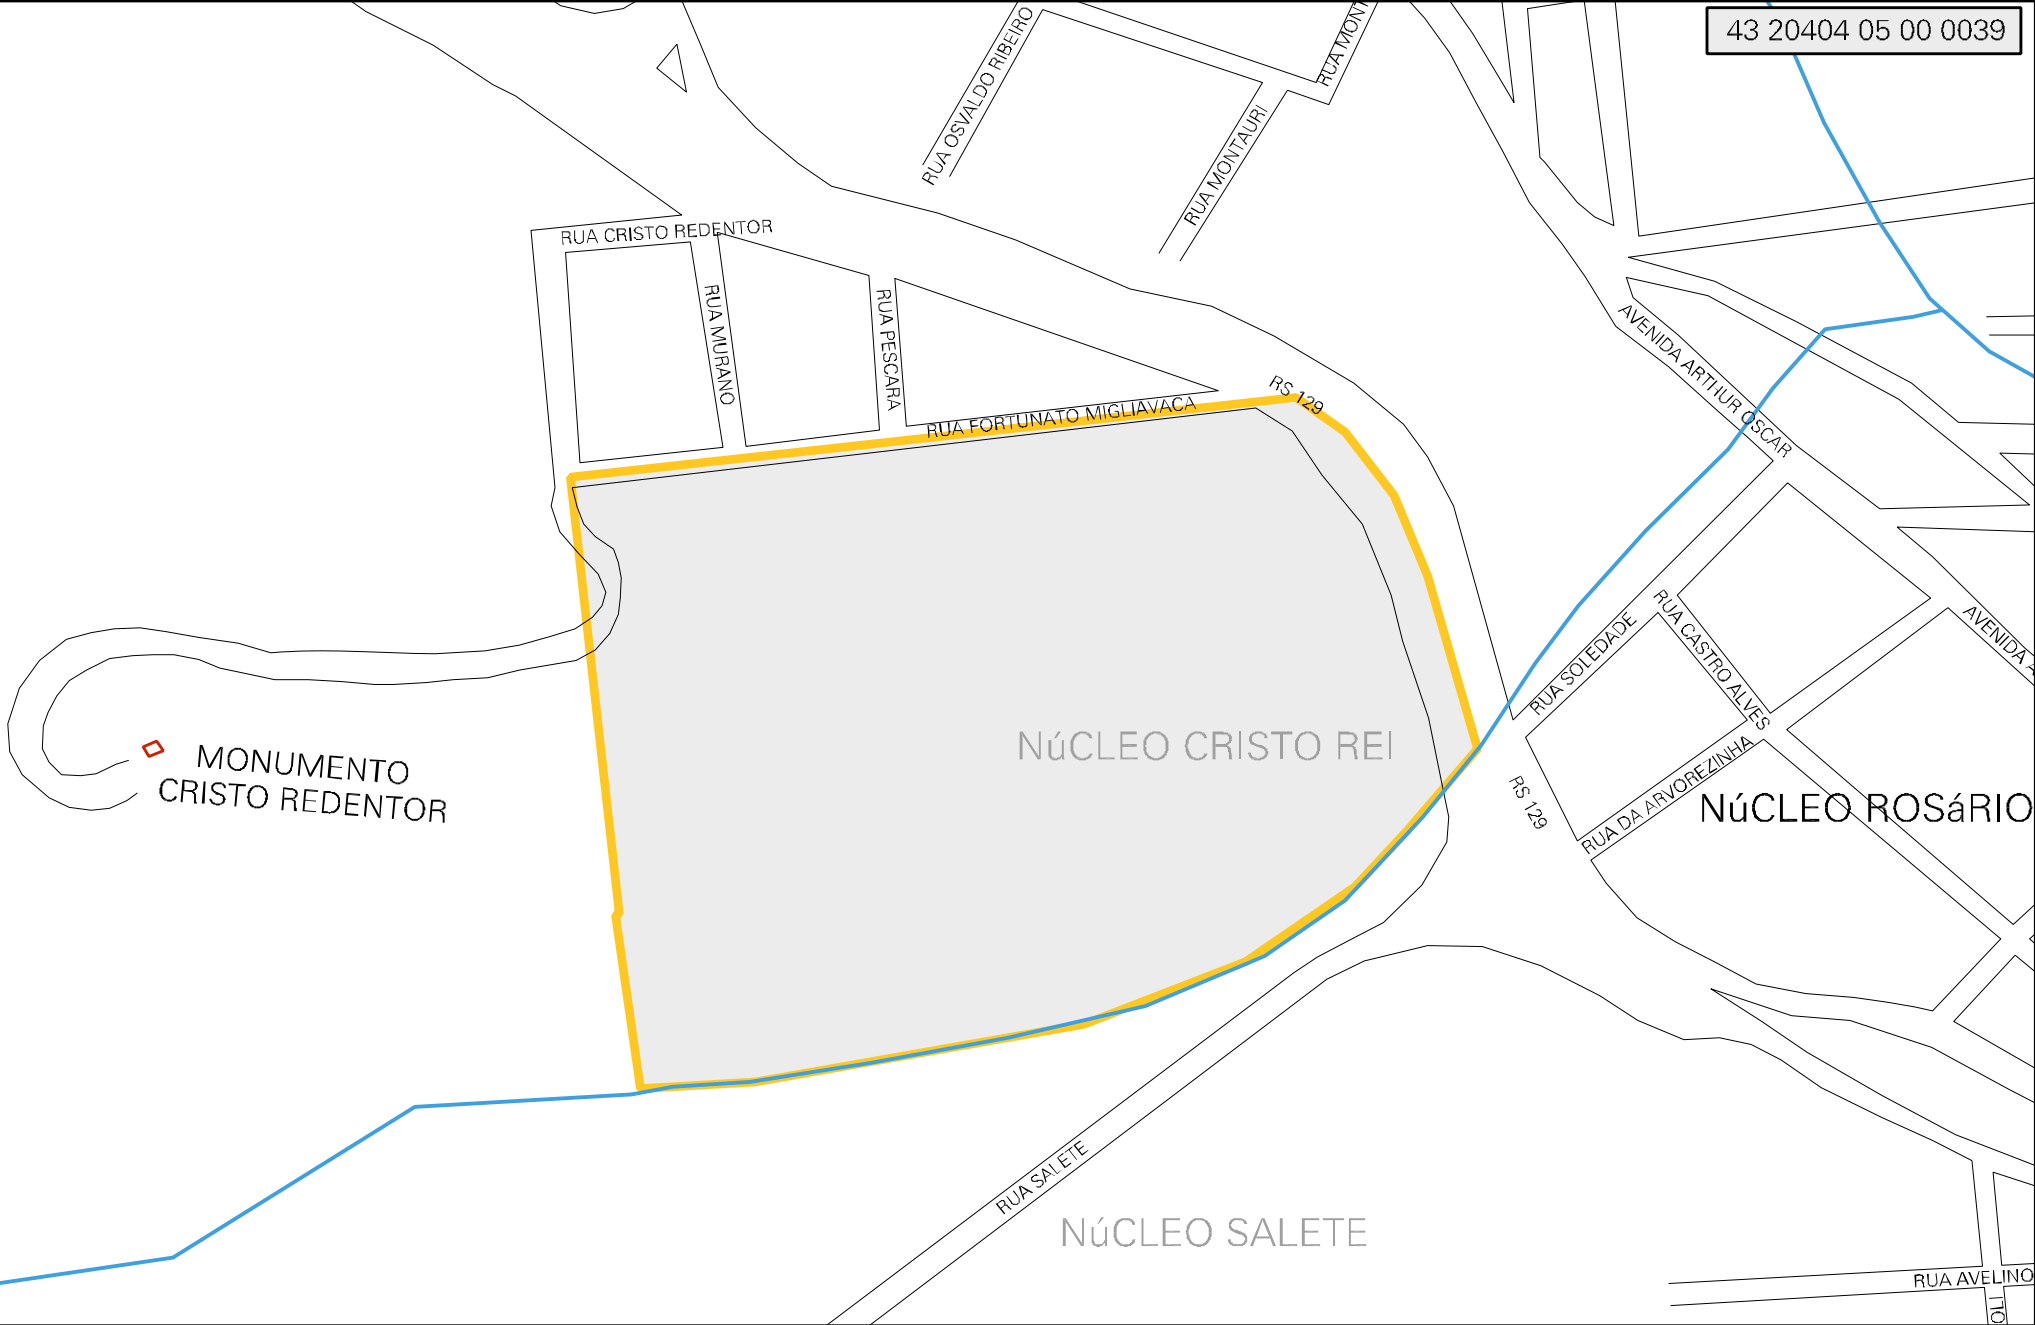 43 20404 05 00 0039
RUA OSVALDO RIBEIRO
RUA MONT
RUA MONTAURI
RUA CRISTO REDENTOR
RUA MURANO
RUA PESCARA
AVENIDA ARTHUR OSCAR
RS 129
RUA FORTUNATO MIGLIAVACA
RUA SOLEDADE
RUA CASTRO ALVES
AVENIDA A
NúCLEO CRISTO REI
MONUMENTO
CRISTO REDENTOR
RS 129
RUA DA ARVOREZINHA
NúCLEO ROSáRIO
RUA SALETE
NúCLEO SALETE
RUA AVELINO